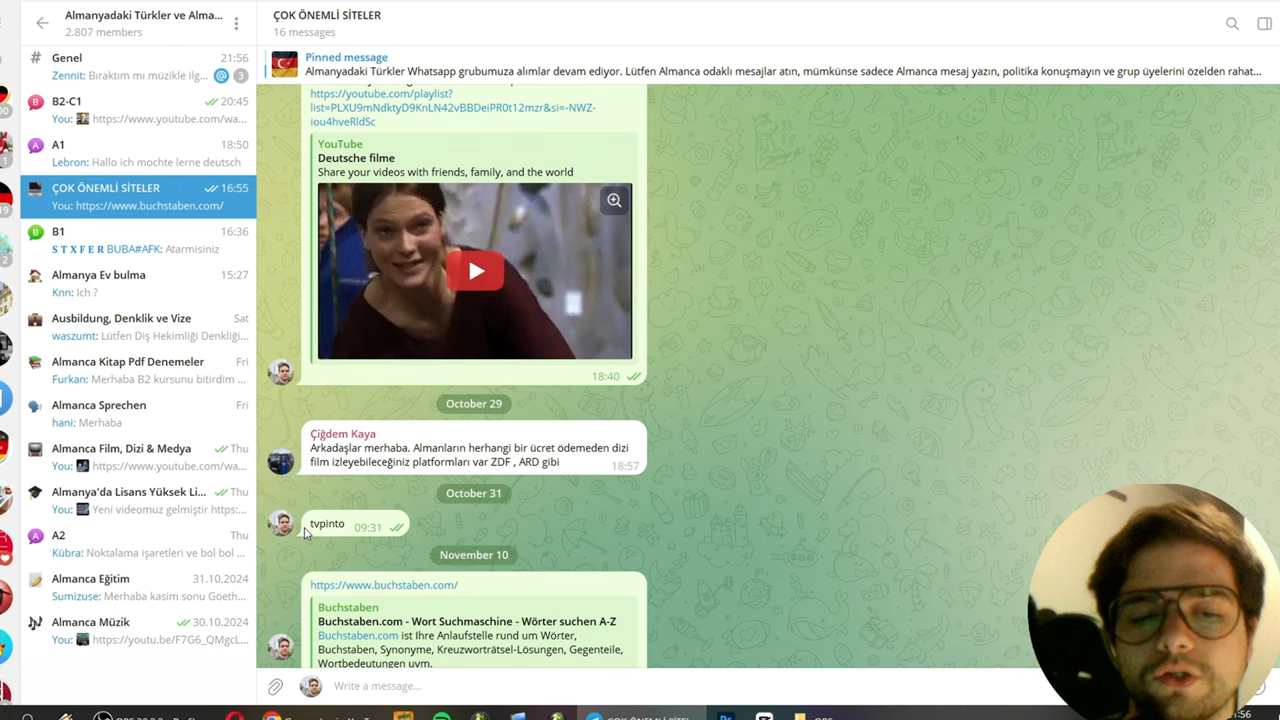 Almanyadaki Türkler ve Alma...
2.807 members
Genel
21:56
Zennit: Bıraktım mı müzikle ilg...
@
3
B
B2-C1
20:45
You: https://www.youtube.com/wa...
A
A1
18:50
Lebron: Hallo ich mochte lerne deutsch
ÇOK ÖNEMLİ SİTELER
16:55
You: https://www.buchstaben.com/
B
B1
16:36
S T X F E R BUBA#AFK: Atarmisiniz
Almanya Ev bulma
15:27
Knn: Ich ?
Ausbildung, Denklik ve Vize
Sat
waszumt: Lütfen Diş Hekimliği Denkliği...
Almanca Kitap Pdf Denemeler
Fri
Furkan: Merhaba B2 kursunu bitirdim ...
Almanca Sprechen
Fri
hani: Merhaba
Almanca Film, Dizi & Medya
Thu
You: https://www.youtube.com/wa...
Almanya'da Lisans Yüksek Li...
Thu
You: Yeni videomuz gelmiştir https:...
A
A2
Thu
Kübra: Noktalama işaretleri ve bol bol ...
Almanca Eğitim
31.10.2024
Sumizuse: Merhaba kasim sonu Goeth...
Almanca Müzik
30.10.2024
You: https://youtu.be/F7G6_QMgcL...
ÇOK ÖNEMLİ SİTELER
16 messages
Pinned message
Almanyadaki Türkler Whatsapp grubumuza alımlar devam ediyor. Lütfen Almanca odaklı mesajlar atın, mümkünse sadece Almanca mesaj yazın, politika konuşmayın ve grup üyelerini özelden rahat...
https://youtube.com/playlist?
list=PLXU9mNdktyD9KnLN42vBBDeiPR0t12mzr&si=-NWZ-
iou4hveRldSc
YouTube
Deutsche filme
Share your videos with friends, family, and the world
18:40
October 29
Çiğdem Kaya
Arkadaşlar merhaba. Almanların herhangi bir ücret ödemeden dizi
film izleyebileceğiniz platformları var ZDF , ARD gibi
18:57
October 31
tvpinto
09:31
November 10
https://www.buchstaben.com/
Buchstaben
Buchstaben.com - Wort Suchmaschine - Wörter suchen A-Z
Buchstaben.com ist Ihre Anlaufstelle rund um Wörter,
Buchstaben, Synonyme, Kreuzworträtsel-Lösungen, Gegenteile,
Wortbedeutungen uvm.
Write a message...